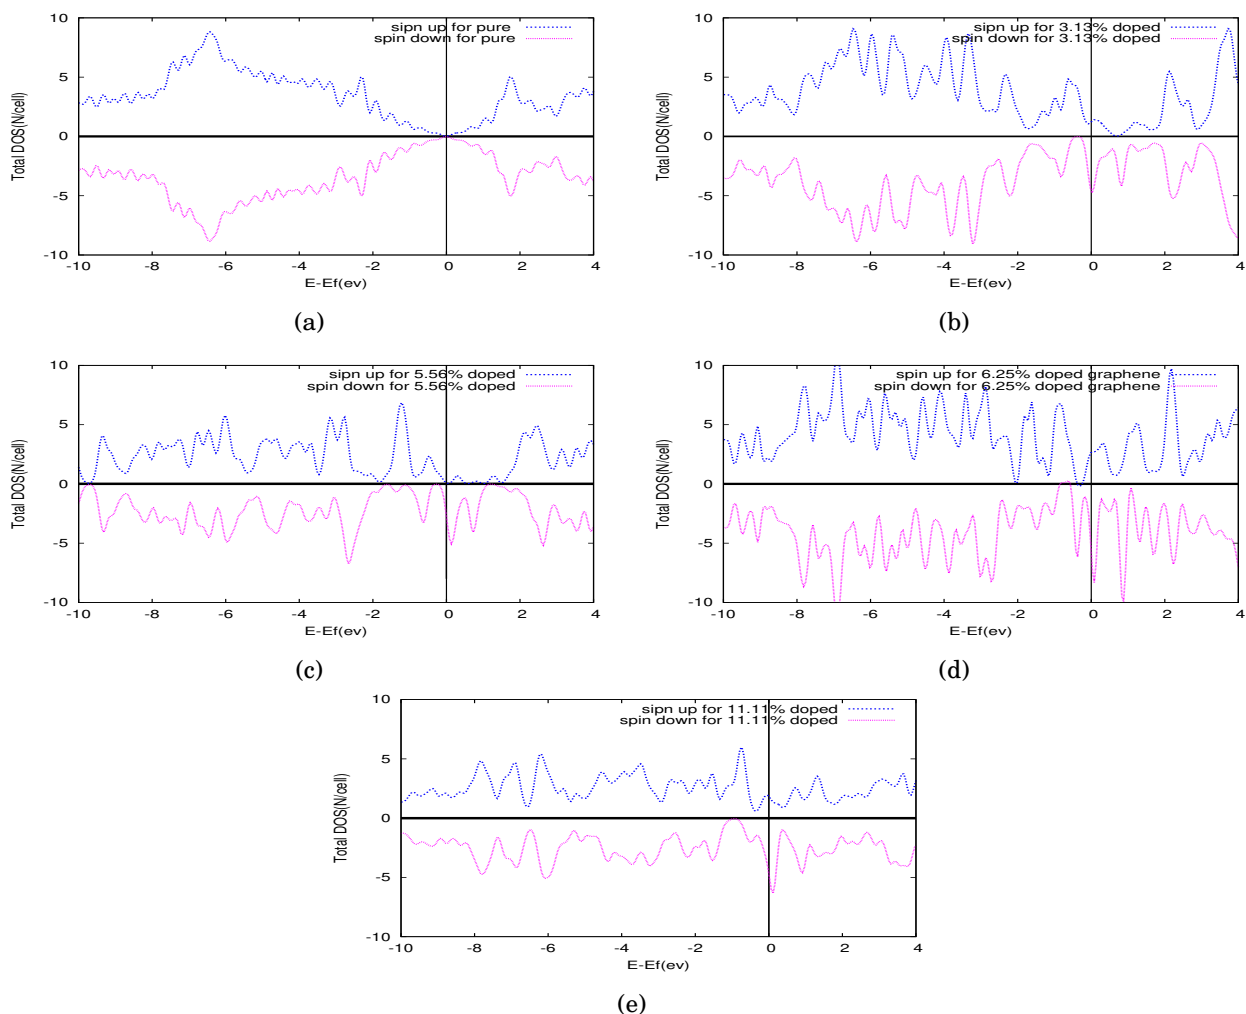 10
5
0
-5
-10
Total DOS(N/cell)
sipn up for pure
spin down for pure
-10 -8 -6 -4 -2 0 2 4
E-Ef(ev)
(a)
10
5
0
-5
-10
Total DOS(N/cell)
sipn up for 3.13% doped
spin down for 3.13% doped
-10 -8 -6 -4 -2 0 2 4
E-Ef(ev)
(b)
10
5
0
-5
-10
Total DOS(N/cell)
sipn up for 5.56% doped
spin down for 5.56% doped
-10 -8 -6 -4 -2 0 2 4
E-Ef(ev)
(c)
10
5
0
-5
-10
Total DOS(N/cell)
sipn up for 6.25% doped graphene
spin down for 6.25% doped graphene
-10 -8 -6 -4 -2 0 2 4
E-Ef(ev)
(d)
10
5
0
-5
-10
Total DOS(N/cell)
sipn up for 11.11% doped
spin down for 11.11% doped
-10 -8 -6 -4 -2 0 2 4
E-Ef(ev)
(e)